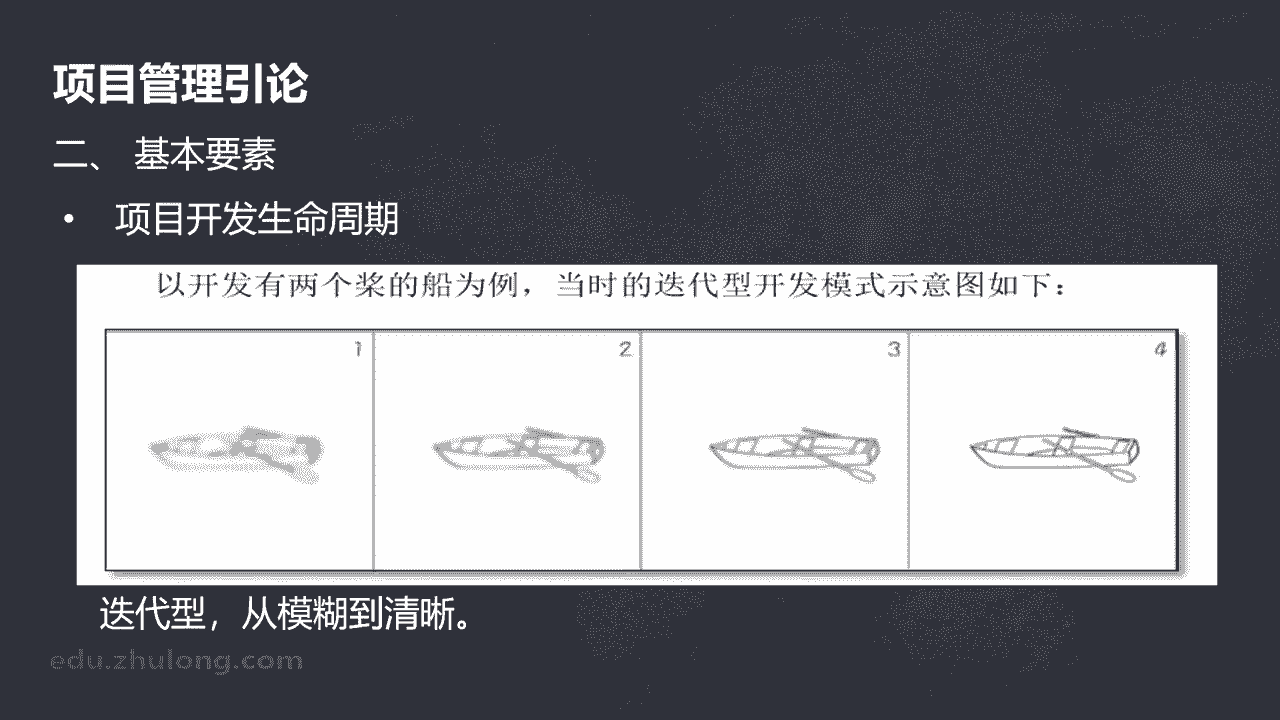 项目管理引论
二、 基本要素
• 项目开发生命周期
以开发有两个桨的船为例，当时的迭代型开发模式示意图如下：
1
2
3
4
迭代型，从模糊到清晰。
edu.zhulong.com